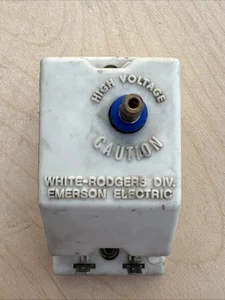 HIGH VOLTAGE
CAUTION
WHITE-RODGERS DIV.
EMERSON ELECTRIC